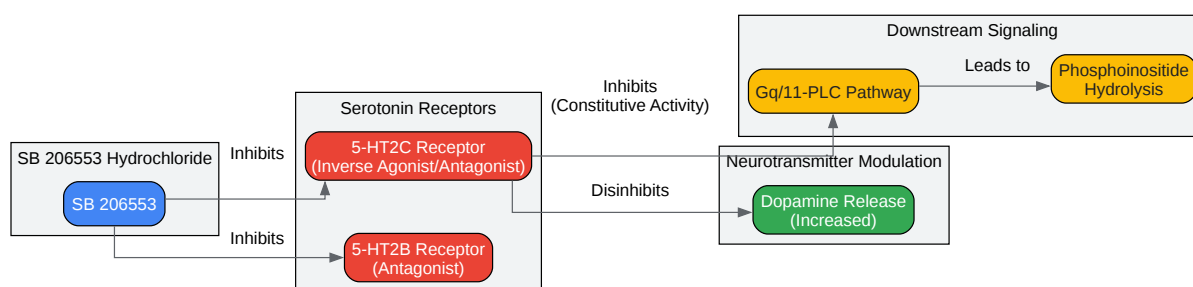 SB 206553 Hydrochloride
SB 206553
Inhibits
Inhibits
Serotonin Receptors
5-HT2C Receptor
(Inverse Agonist/Antagonist)
5-HT2B Receptor
(Antagonist)
Inhibits
(Constitutive Activity)
Disinhibits
Downstream Signaling
Gq/11-PLC Pathway
Leads to
Phosphoinositide
Hydrolysis
Neurotransmitter Modulation
Dopamine Release
(Increased)